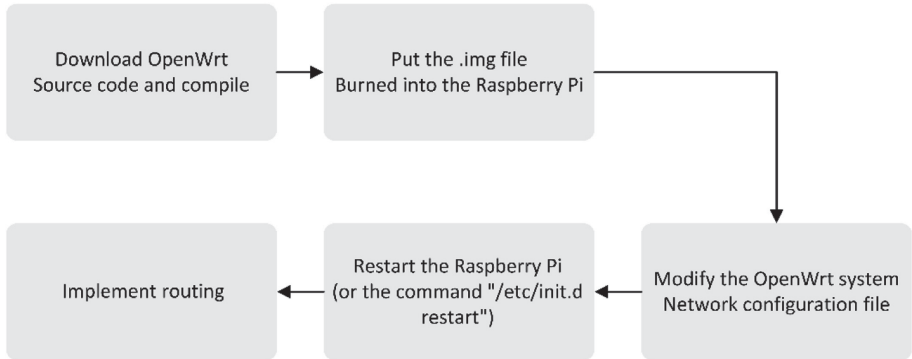 Download OpenWrt
Source code and compile
Put the .img file
Burned into the Raspberry Pi
Modify the OpenWrt system
Network configuration file
Restart the Raspberry Pi
(or the command "/etc/init.d
restart")
Implement routing